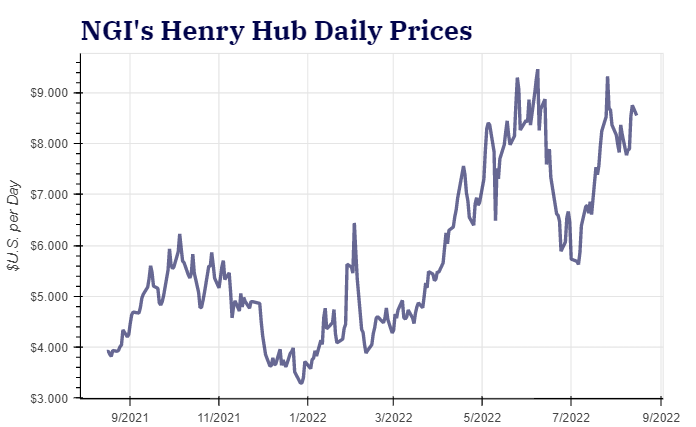 NGI's Henry Hub Daily Prices
$9.000
$8.000
$7.000
$6.000
$5.000
$4.000
$3.000
$U.S. per Day
9/2021 11/2021 1/2022 3/2022 5/2022 7/2022 9/2022